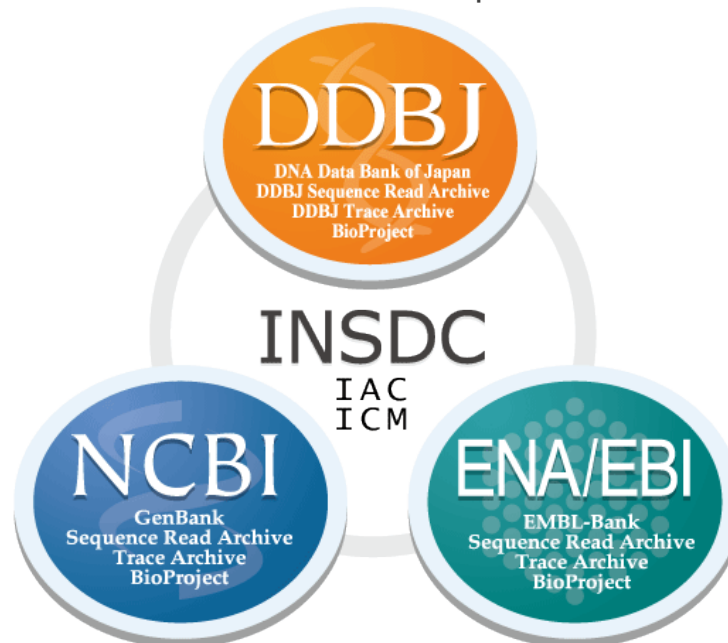 DDBJ
DNA Data Bank of Japan
DDBJ Sequence Read Archive
DDBJ Trace Archive
BioProject
INSDC
IAC
ICM
NCBI
GenBank
Sequence Read Archive
Trace Archive
BioProject
ENA/EBI
EMBL-Bank
Sequence Read Archive
Trace Archive
BioProject